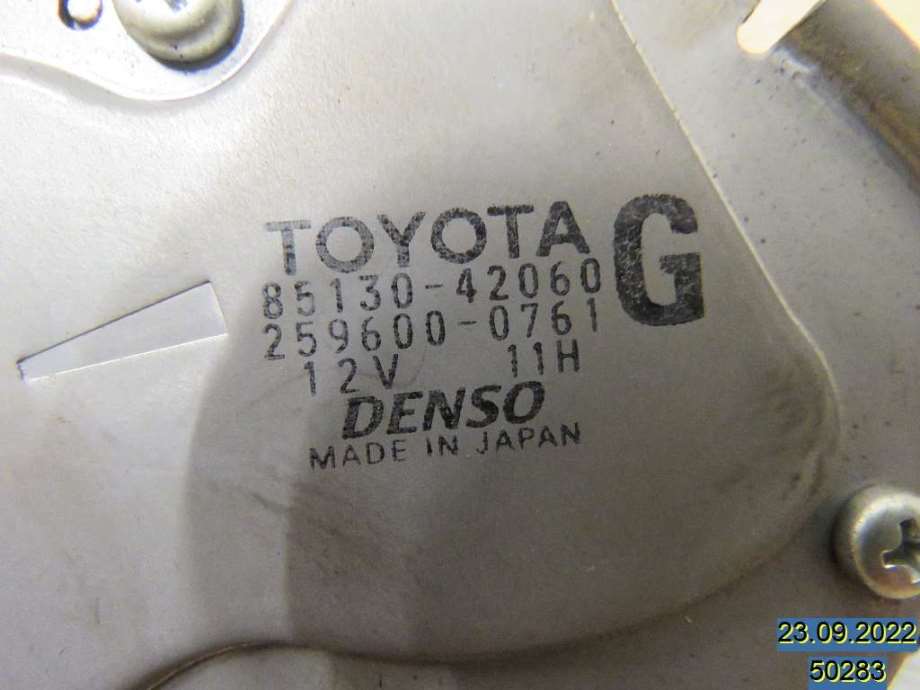 TOYOTA G
85130-42060
259600-0761
12V 11H
DENSO
MADE IN JAPAN
23.09.2022
50283